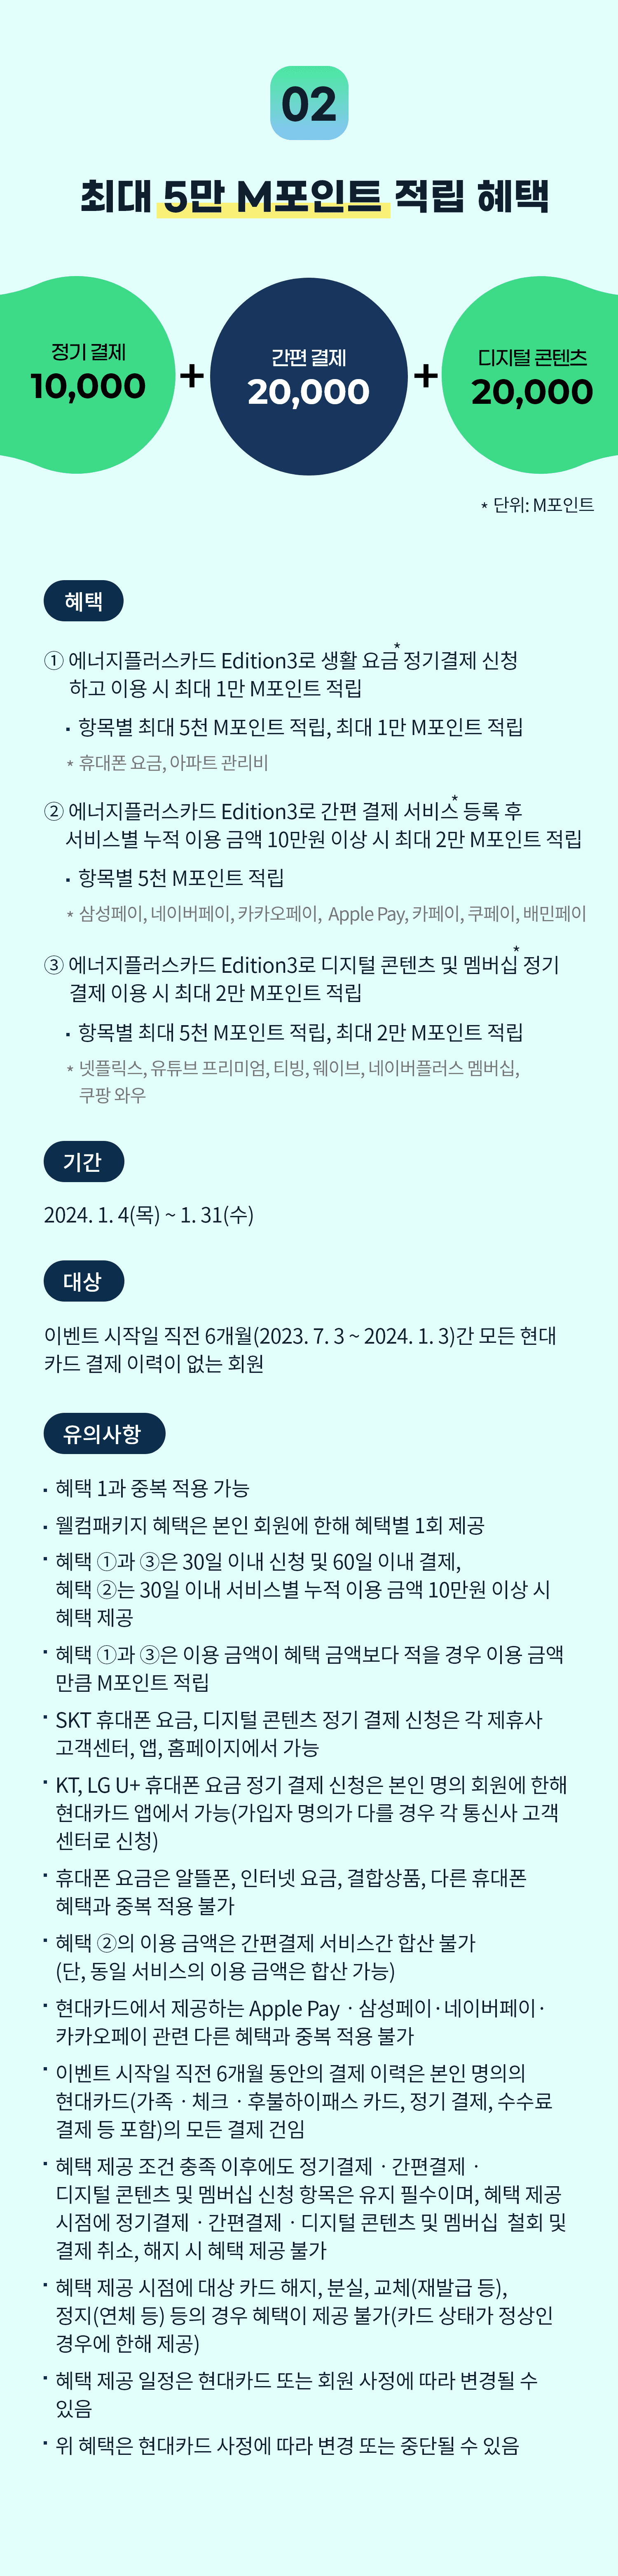 02
최대 5만 M포인트 적립 혜택
정기 결제
10,000
+
간편 결제
20,000
+
디지털 콘텐츠
20,000
* 단위: M포인트
혜택
① 에너지플러스카드 Edition3로 생활 요금* 정기결제 신청
하고 이용 시 최대 1만 M포인트 적립
· 항목별 최대 5천 M포인트 적립, 최대 1만 M포인트 적립
* 휴대폰 요금, 아파트 관리비
② 에너지플러스카드 Edition3로 간편 결제 서비스* 등록 후
서비스별 누적 이용 금액 10만원 이상 시 최대 2만 M포인트 적립
· 항목별 5천 M포인트 적립
* 삼성페이, 네이버페이, 카카오페이, Apple Pay, 카페이, 쿠페이, 배민페이
③ 에너지플러스카드 Edition3로 디지털 콘텐츠 및 멤버십* 정기
결제 이용 시 최대 2만 M포인트 적립
· 항목별 최대 5천 M포인트 적립, 최대 2만 M포인트 적립
* 넷플릭스, 유튜브 프리미엄, 티빙, 웨이브, 네이버플러스 멤버십,
쿠팡 와우
기간
2024. 1. 4(목) ~ 1. 31(수)
대상
이벤트 시작일 직전 6개월(2023. 7. 3 ~ 2024. 1. 3)간 모든 현대
카드 결제 이력이 없는 회원
유의사항
· 혜택 1과 중복 적용 가능
· 웰컴패키지 혜택은 본인 회원에 한해 혜택별 1회 제공
· 혜택 ①과 ③은 30일 이내 신청 및 60일 이내 결제,
혜택 ②는 30일 이내 서비스별 누적 이용 금액 10만원 이상 시
혜택 제공
· 혜택 ①과 ③은 이용 금액이 혜택 금액보다 적을 경우 이용 금액
만큼 M포인트 적립
· SKT 휴대폰 요금, 디지털 콘텐츠 정기 결제 신청은 각 제휴사
고객센터, 앱, 홈페이지에서 가능
· KT, LG U+ 휴대폰 요금 정기 결제 신청은 본인 명의 회원에 한해
현대카드 앱에서 가능(가입자 명의가 다를 경우 각 통신사 고객
센터로 신청)
· 휴대폰 요금은 알뜰폰, 인터넷 요금, 결합상품, 다른 휴대폰
혜택과 중복 적용 불가
· 혜택 ②의 이용 금액은 간편결제 서비스간 합산 불가
(단, 동일 서비스의 이용 금액은 합산 가능)
· 현대카드에서 제공하는 Apple Pay · 삼성페이 · 네이버페이 ·
카카오페이 관련 다른 혜택과 중복 적용 불가
· 이벤트 시작일 직전 6개월 동안의 결제 이력은 본인 명의의
현대카드(가족 · 체크 · 후불하이패스 카드, 정기 결제, 수수료
결제 등 포함)의 모든 결제 건임
· 혜택 제공 조건 충족 이후에도 정기결제 · 간편결제 ·
디지털 콘텐츠 및 멤버십 신청 항목은 유지 필수이며, 혜택 제공
시점에 정기결제 · 간편결제 · 디지털 콘텐츠 및 멤버십 철회 및
결제 취소, 해지 시 혜택 제공 불가
· 혜택 제공 시점에 대상 카드 해지, 분실, 교체(재발급 등),
정지(연체 등) 등의 경우 혜택이 제공 불가(카드 상태가 정상인
경우에 한해 제공)
· 혜택 제공 일정은 현대카드 또는 회원 사정에 따라 변경될 수
있음
· 위 혜택은 현대카드 사정에 따라 변경 또는 중단될 수 있음